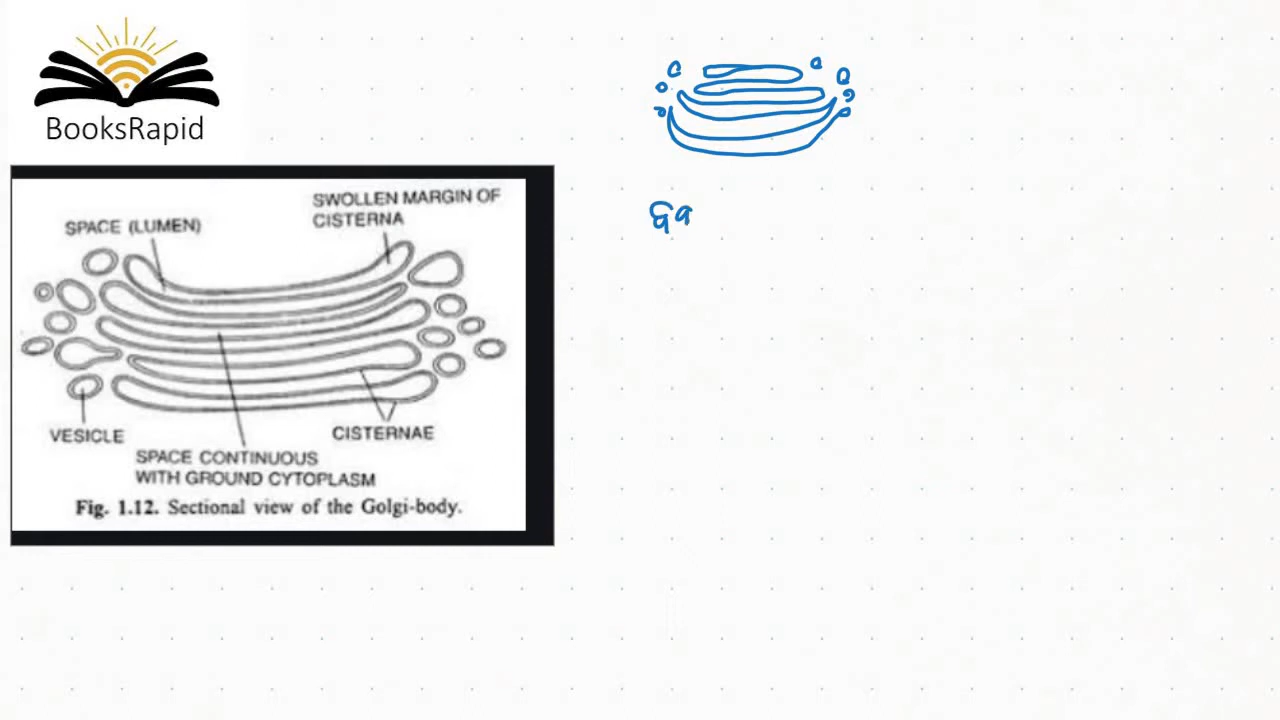 BooksRapid
SWOLLEN MARGIN OF
CISTERNA
SPACE (LUMEN)
VESICLE
CISTERNAE
SPACE CONTINUOUS
WITH GROUND CYTOPLASM
Fig. 1.12. Sectional view of the Golgi-body.